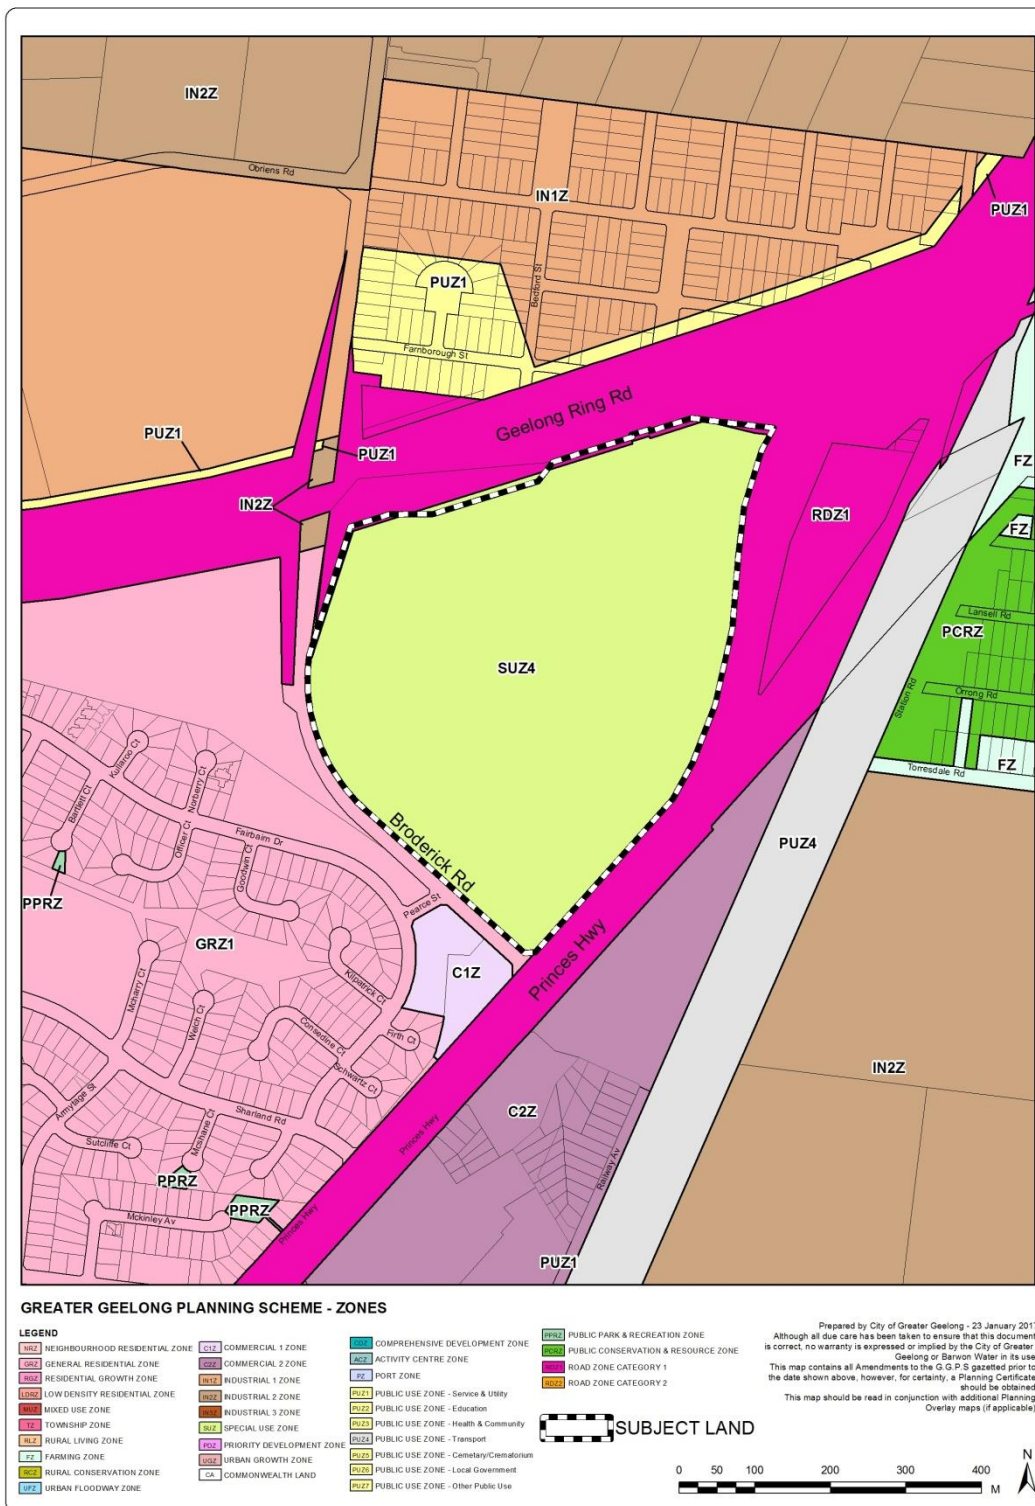 IN2Z
Obriens Rd
IN1Z
PUZ1
Bedford St
PUZ1
Farnborough St
Geelong Ring Rd
PUZ1
PUZ1
FZ
IN2Z
RDZ1
FZ
Lansell Rd
PCRZ
SUZ4
Station Rd
Orrong Rd
FZ
Torresdale Rd
Kullaroo Ct
Bartlett Ct
Norberry Ct
Officer Ct
Fairbairn Dr
Goodwin Ct
Broderick Rd
PUZ4
Pearce St
PPRZ
GRZ1
C1Z
Princes Hwy
Mcharry Ct
Kilpatrick Ct
Welch Ct
Consedine Ct
Firth Ct
Schwartz Ct
IN2Z
Armytage St
C2Z
Sharland Rd
Princes Hwy
Mcshane Ct
Sutcliffe Ct
Railway Av
PPRZ
PPRZ
Mckinley Av
Princes Hwy
PUZ1
GREATER GEELONG PLANNING SCHEME - ZONES
LEGEND
NRZ NEIGHBOURHOOD RESIDENTIAL ZONE
GRZ GENERAL RESIDENTIAL ZONE
RGZ RESIDENTIAL GROWTH ZONE
LDRZ LOW DENSITY RESIDENTIAL ZONE
MUZ MIXED USE ZONE
TZ TOWNSHIP ZONE
RLZ RURAL LIVING ZONE
FZ FARMING ZONE
RCZ RURAL CONSERVATION ZONE
UFZ URBAN FLOODWAY ZONE
C1Z COMMERCIAL 1 ZONE
C2Z COMMERCIAL 2 ZONE
IN1Z INDUSTRIAL 1 ZONE
IN2Z INDUSTRIAL 2 ZONE
IN3Z INDUSTRIAL 3 ZONE
SUZ SPECIAL USE ZONE
PDZ PRIORITY DEVELOPMENT ZONE
UGZ URBAN GROWTH ZONE
CA COMMONWEALTH LAND
CDZ COMPREHENSIVE DEVELOPMENT ZONE
ACZ ACTIVITY CENTRE ZONE
PZ PORT ZONE
PUZ1 PUBLIC USE ZONE - Service & Utility
PUZ2 PUBLIC USE ZONE - Education
PUZ3 PUBLIC USE ZONE - Health & Community
PUZ4 PUBLIC USE ZONE - Transport
PUZ5 PUBLIC USE ZONE - Cemetary/Crematorium
PUZ6 PUBLIC USE ZONE - Local Government
PUZ7 PUBLIC USE ZONE - Other Public Use
PPRZ PUBLIC PARK & RECREATION ZONE
PCRZ PUBLIC CONSERVATION & RESOURCE ZONE
RDZ1 ROAD ZONE CATEGORY 1
RDZ2 ROAD ZONE CATEGORY 2
SUBJECT LAND
Prepared by City of Greater Geelong - 23 January 2017
Although all due care has been taken to ensure that this document
is correct, no warranty is expressed or implied by the City of Greater
Geelong or Barwon Water in its use
This map contains all Amendments to the G.G.P.S gazetted prior to
the date shown above, however, for certainty, a Planning Certificate
should be obtained
This map should be read in conjunction with additional Planning
Overlay maps (if applicable)
0 50 100 200 300 400
M
N